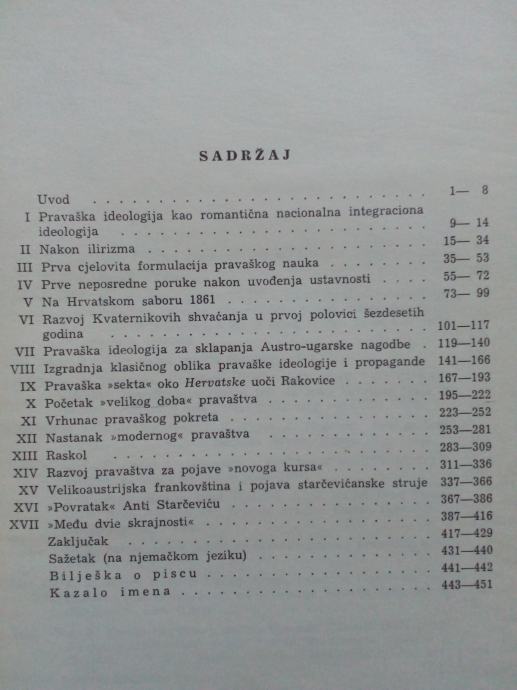 SADRŽAJ
Uvod . . . . . . . . . . . . . . . . . . . . . 1— 8
I Pravaška ideologija kao romantična nacionalna integraciona
ideologija . . . . . . . . . . . . . . . . . . . 9— 14
II Nakon ilirizma . . . . . . . . . . . . . . . . . 15— 34
III Prva cjelovita formulacija pravaškog nauka . . . . . . 35— 53
IV Prve neposredne poruke nakon uvođenja ustavnosti . . . 55— 72
V Na Hrvatskom saboru 1861 . . . . . . . . . . . . 73— 99
VI Razvoj Kvaternikovih shvaćanja u prvoj polovici šezdesetih
godina . . . . . . . . . . . . . . . . . . . . 101—117
VII Pravaška ideologija za sklapanja Austro-ugarske nagodbe . 119—140
VIII Izgradnja klasičnog oblika pravaške ideologije i propagande 141—166
IX Pravaška »sekta« oko Hervatske uoči Rakovice . . . . . 167—193
X Početak »velikog doba« pravaštva . . . . . . . . . 195—222
XI Vrhunac pravaškog pokreta . . . . . . . . . . . 223—252
XII Nastanak »modernog« pravaštva . . . . . . . . . . 253—281
XIII Raskol . . . . . . . . . . . . . . . . . . . . 283—309
XIV Razvoj pravaštva za pojave »novoga kursa« . . . . . . 311—336
XV Velikoaustrijska frankovština i pojava starčevićanske struje 337—366
XVI »Povratak« Anti Starčeviću . . . . . . . . . . . . 367—386
XVII »Među dvie skrajnosti« . . . . . . . . . . . . . 387—416
Zaključak . . . . . . . . . . . . . . . . . . . 417—429
Sažetak (na njemačkom jeziku) . . . . . . . . . . . 431—440
Bilješka o piscu . . . . . . . . . . . . . . . . 441—442
Kazalo imena . . . . . . . . . . . . . . . . . . 443—451